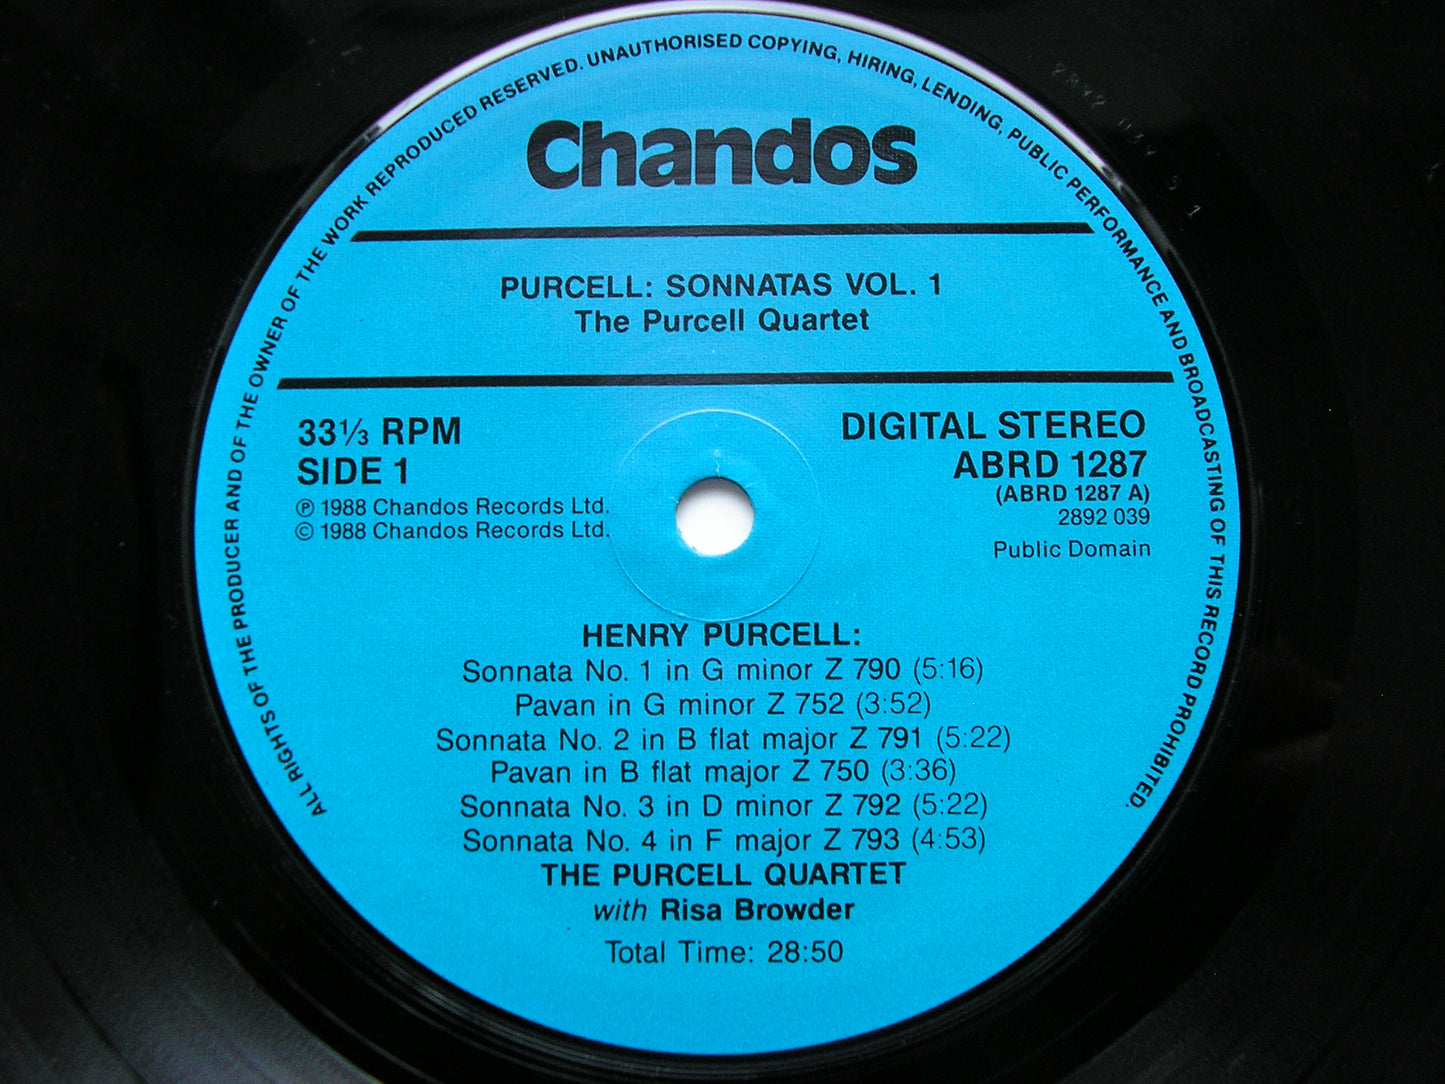 ALL RIGHTS OF THE PRODUCER AND OF THE OWNER OF THE WORK REPRODUCED RESERVED. UNAUTHORISED COPYING, HIRING, LENDING, PUBLIC PERFORMANCE AND BROADCASTING OF THIS RECORD PROHIBITED.
Chandos
PURCELL: SONNATAS VOL. 1
The Purcell Quartet
33⅓ RPM
SIDE 1
℗ 1988 Chandos Records Ltd.
© 1988 Chandos Records Ltd.
DIGITAL STEREO
ABRD 1287
(ABRD 1287 A)
2892 039
Public Domain
HENRY PURCELL:
Sonnata No. 1 in G minor Z 790 (5:16)
Pavan in G minor Z 752 (3:52)
Sonnata No. 2 in B flat major Z 791 (5:22)
Pavan in B flat major Z 750 (3:36)
Sonnata No. 3 in D minor Z 792 (5:22)
Sonnata No. 4 in F major Z 793 (4:53)
THE PURCELL QUARTET
with Risa Browder
Total Time: 28:50